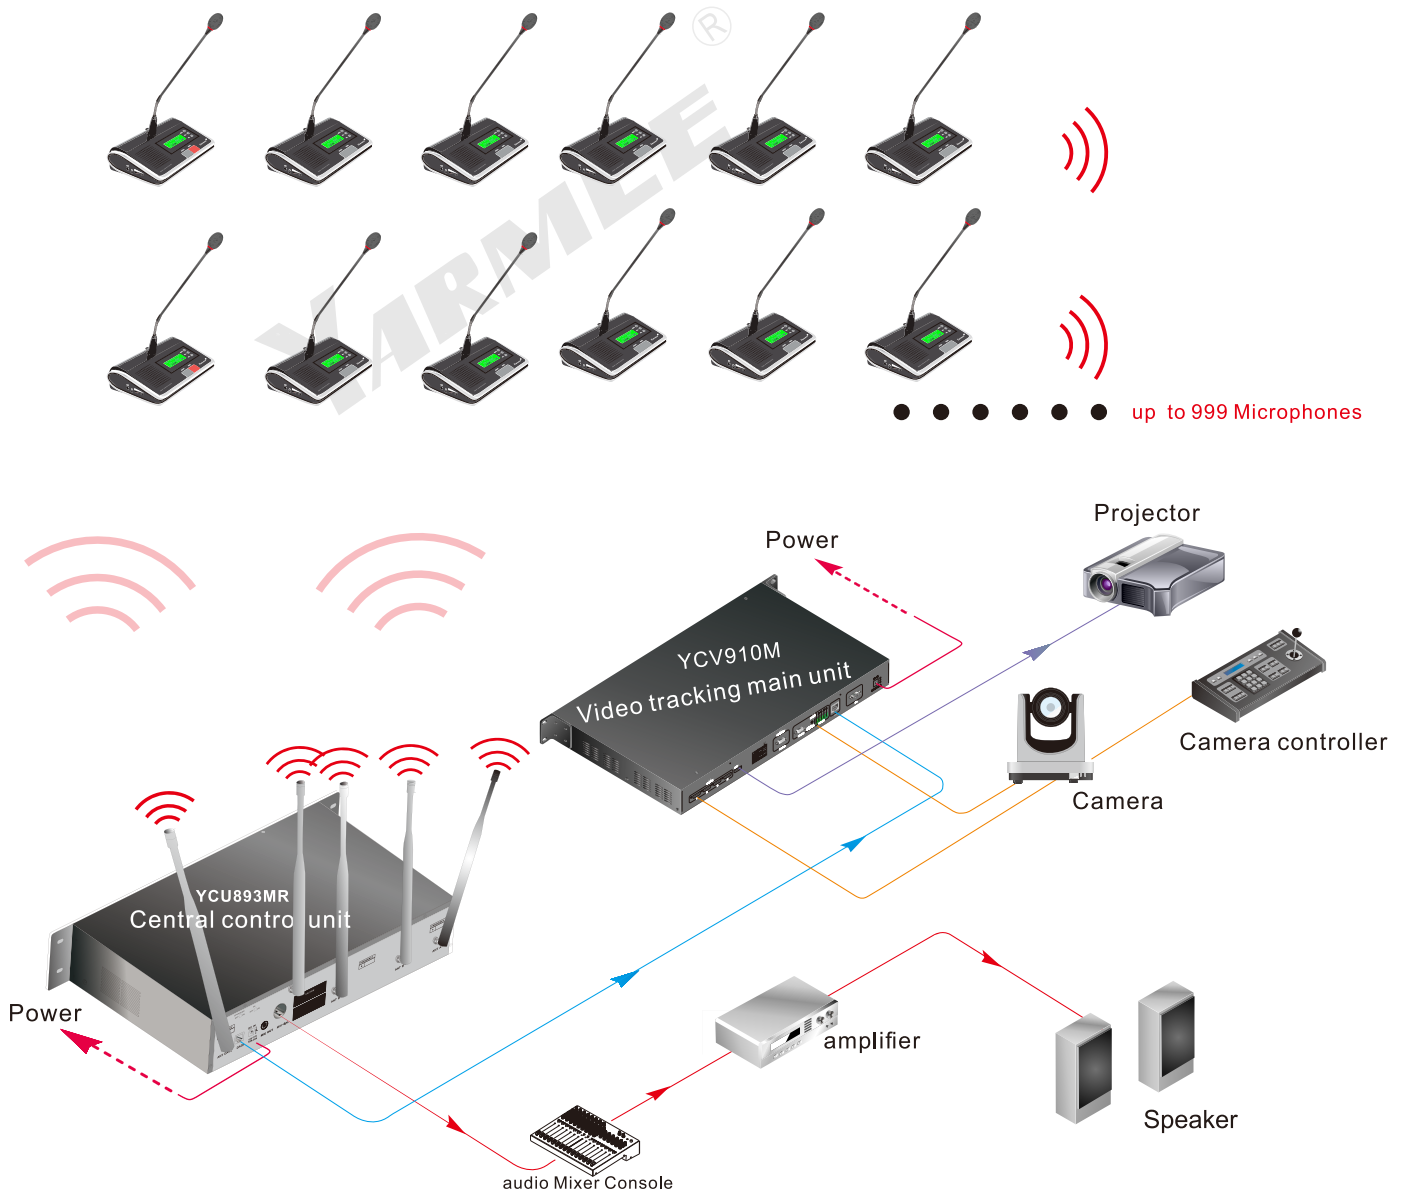 ®
YARMEE
up to 999 Microphones
Projector
Power
YCV910M
Video tracking main unit
Camera controller
Camera
YCU893MR
Central control unit
Power
amplifier
Speaker
audio Mixer Console